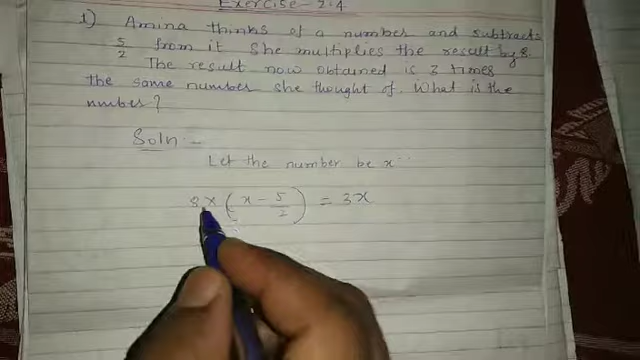 Exercise - 2.4
1) Amina thinks of a number and subtracts
5/2 from it She multiplies the result by 8.
The result now obtained is 3 times
the same number she thought of. What is the
number?
Soln -
Let the number be x
8 x ( x - 5/2 ) = 3x